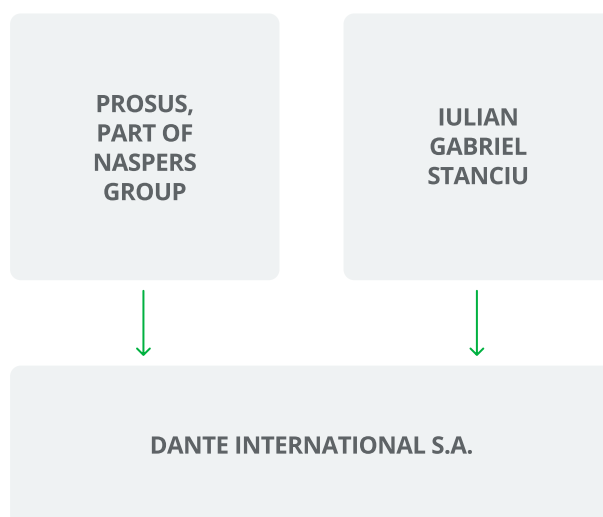 PROSUS,
PART OF
NASPERS
GROUP
IULIAN
GABRIEL
STANCIU
DANTE INTERNATIONAL S.A.